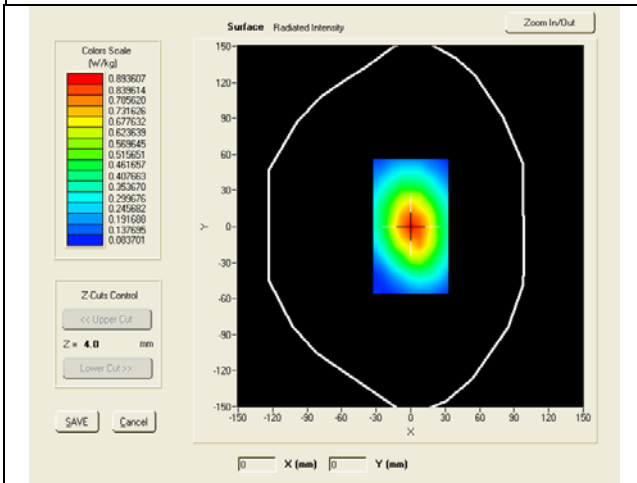 Surface Radiated Intensity
Zoom In/Out
Colors Scale
(W/kg)
0.893607
0.839614
0.785620
0.731626
0.677632
0.623639
0.569645
0.515651
0.461657
0.407663
0.353670
0.299676
0.245682
0.191688
0.137695
0.083701
Z-Cuts Control
<< Upper Cut
Z = 4.0 mm
Lower Cut >>
SAVE Cancel
150-
120-
90-
60-
30-
Y 0-
-30-
-60-
-90-
-120-
-150-
-150 -120 -90 -60 -30 0 30 60 90 120 150
X
0 X (mm) 0 Y (mm)